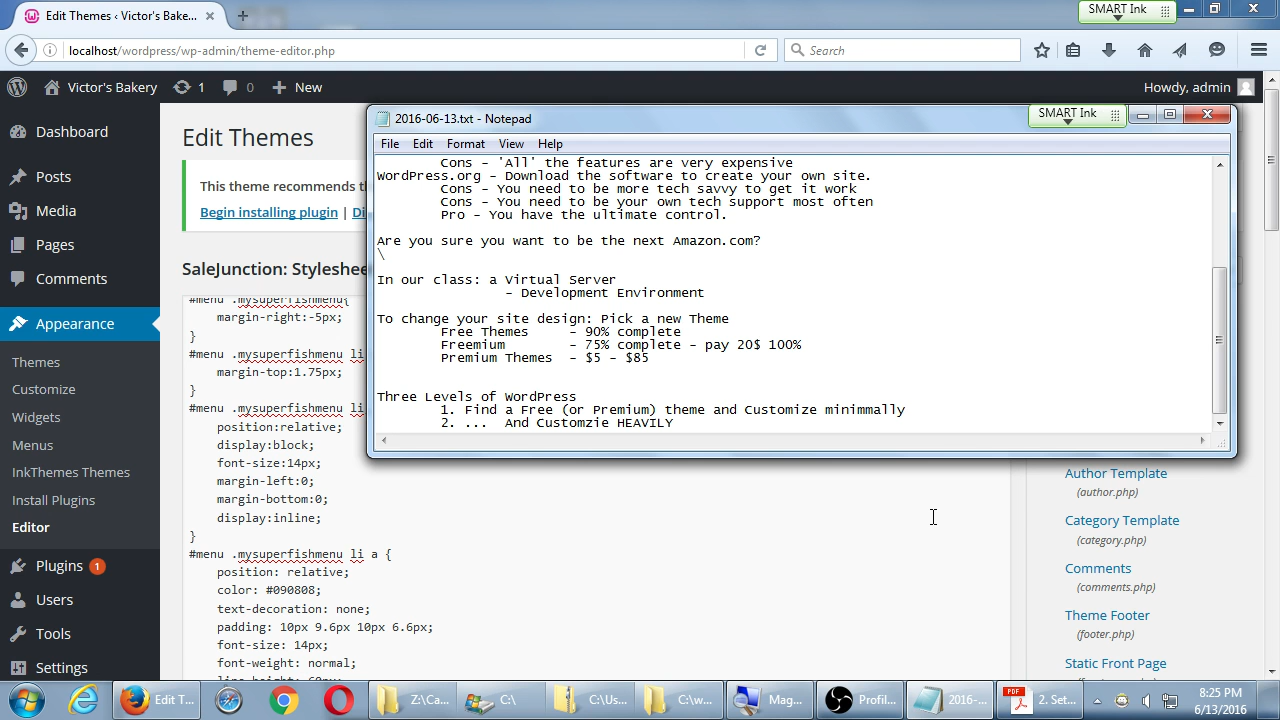 Edit Themes ‹ Victor's Bakery...
SMART Ink
localhost/wordpress/wp-admin/theme-editor.php
Search
Victor's Bakery
1
0
New
Howdy, admin
Dashboard
Posts
Media
Pages
Comments
Appearance
Themes
Customize
Widgets
Menus
InkThemes Themes
Install Plugins
Editor
Plugins 1
Users
Tools
Settings
Edit Themes
This theme recommends
Begin installing plugin |
SaleJunction:
#menu .mysuperfishmenu{
margin-right:-5px;
}
#menu .mysuperfishmenu li
margin-top:1.75px;
}
#menu .mysuperfishmenu li
position:relative;
display:block;
font-size:14px;
margin-left:0;
margin-bottom:0;
display:inline;
}
#menu .mysuperfishmenu li a {
position: relative;
color: #090808;
text-decoration: none;
padding: 10px 9.6px 10px 6.6px;
font-size: 14px;
font-weight: normal;
2016-06-13.txt - Notepad
SMART Ink
File Edit Format View Help
Cons - 'All' the features are very expensive
WordPress.org - Download the software to create your own site.
Cons - You need to be more tech savvy to get it work
Cons - You need to be your own tech support most often
Pro - You have the ultimate control.
Are you sure you want to be the next Amazon.com?
\
In our class: a Virtual Server
- Development Environment
To change your site design: Pick a new Theme
Free Themes - 90% complete
Freemium - 75% complete - pay 20$ 100%
Premium Themes - $5 - $85
Three Levels of WordPress
1. Find a Free (or Premium) theme and Customize minimmally
2. ... And Customzie HEAVILY
Author Template
(author.php)
Category Template
(category.php)
Comments
(comments.php)
Theme Footer
(footer.php)
Static Front Page
Edit T...
Z:\Ca...
C:\
C:\Us...
C:\w...
Mag...
Profil...
2016-...
PDF
2. Set...
8:25 PM
6/13/2016